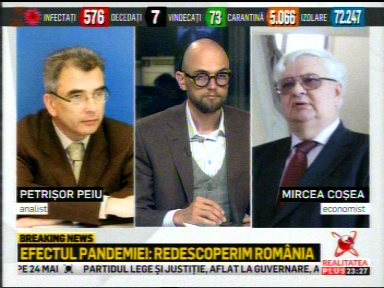 INFECTAȚI 576 DECEDAȚI 7 VINDECAȚI 73 CARANTINĂ 5.066 IZOLARE 72.247
PETRIȘOR PEIU
analist
MIRCEA COȘEA
economist
BREAKING NEWS
EFECTUL PANDEMIEI: REDESCOPERIM ROMÂNIA
PE 24 MAI PARTIDUL LEGE ȘI JUSTIȚIE, AFLAT LA GUVERNARE, A
REALITATEA
PLUS 23:27